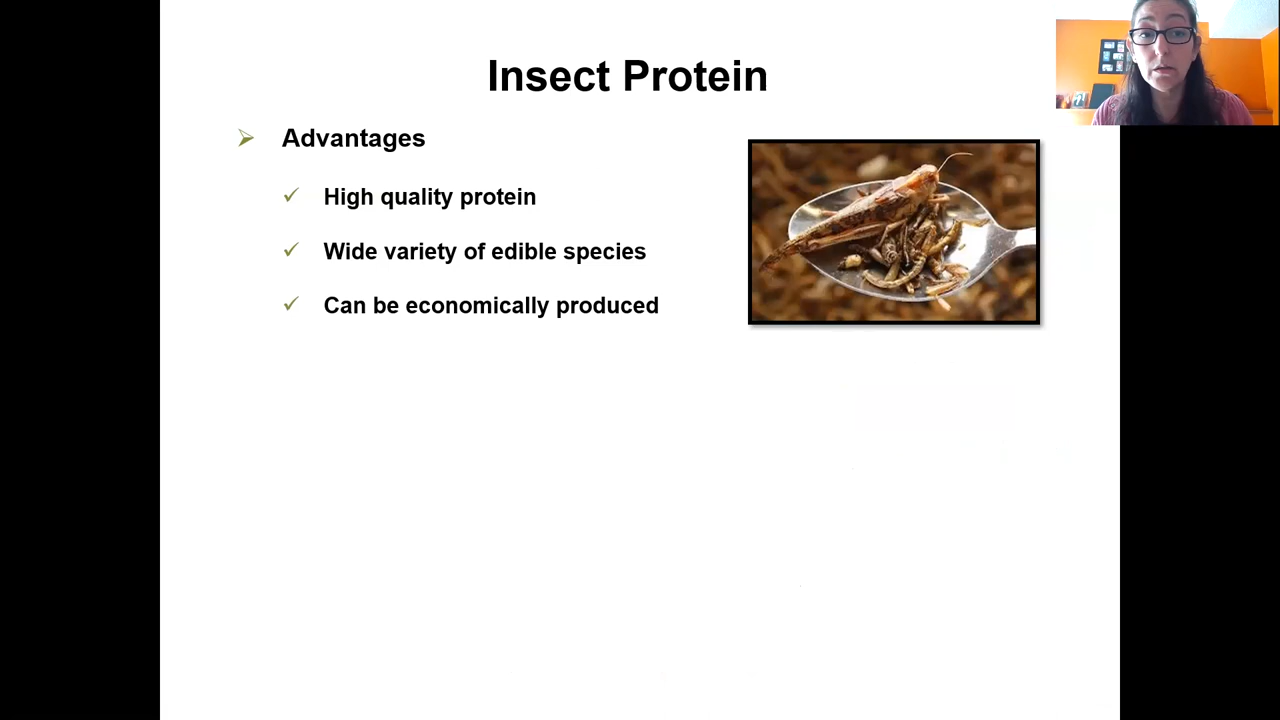 Insect Protein
Advantages
High quality protein
Wide variety of edible species
Can be economically produced